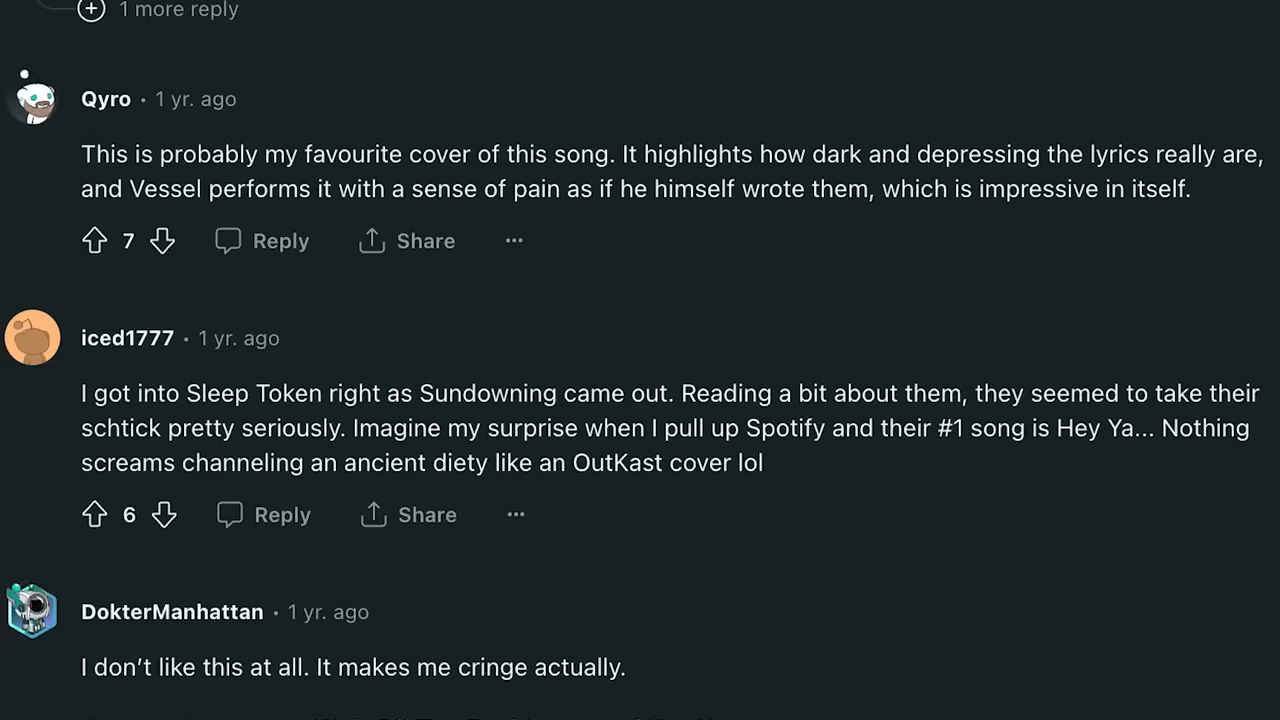 1 more reply
Qyro • 1 yr. ago
This is probably my favourite cover of this song. It highlights how dark and depressing the lyrics really are,
and Vessel performs it with a sense of pain as if he himself wrote them, which is impressive in itself.
7 Reply Share ...
iced1777 • 1 yr. ago
I got into Sleep Token right as Sundowning came out. Reading a bit about them, they seemed to take their
schtick pretty seriously. Imagine my surprise when I pull up Spotify and their #1 song is Hey Ya... Nothing
screams channeling an ancient diety like an OutKast cover lol
6 Reply Share ...
DokterManhattan • 1 yr. ago
I don’t like this at all. It makes me cringe actually.